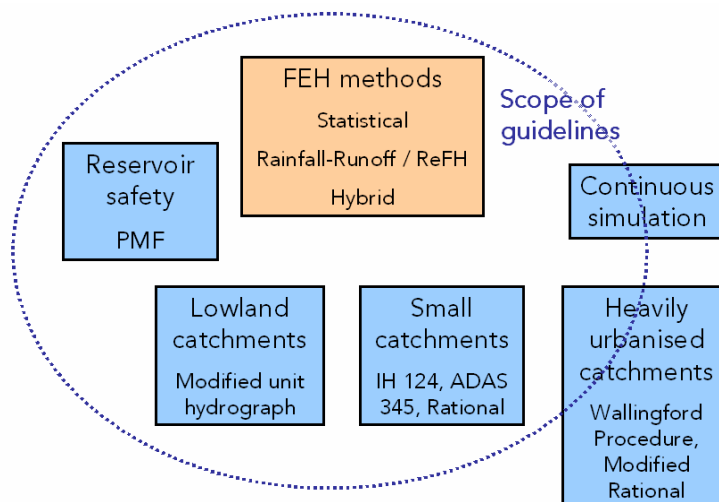 FEH methods
Statistical
Rainfall-Runoff / ReFH
Hybrid
Scope of
guidelines
Reservoir
safety
PMF
Continuous
simulation
Lowland
catchments
Modified unit
hydrograph
Small
catchments
IH 124, ADAS
345, Rational
Heavily
urbanised
catchments
Wallingford
Procedure,
Modified
Rational